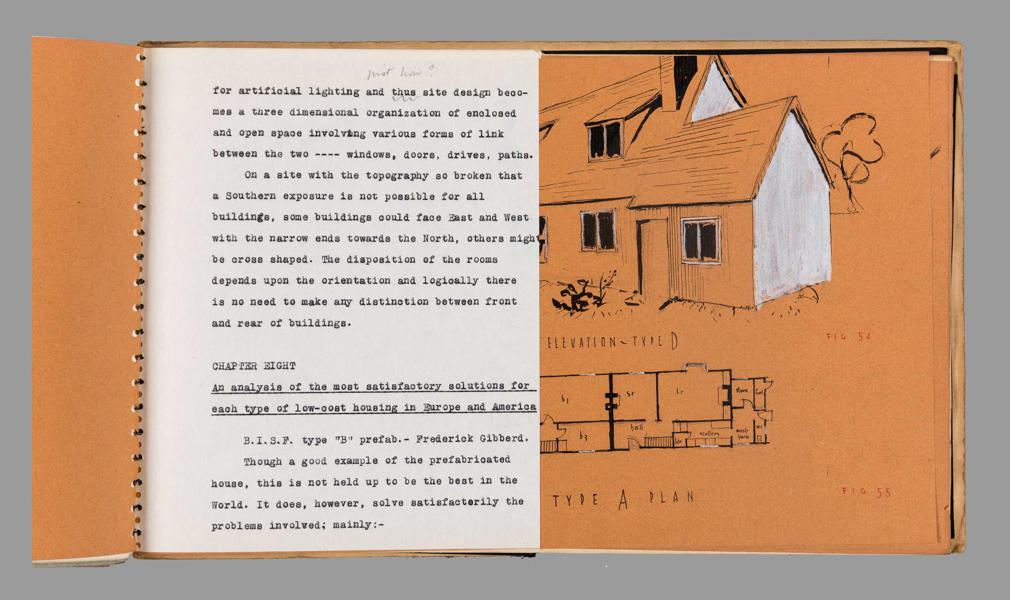 just how?
for artificial lighting and thus site design beco-
mes a three dimensional organization of enclosed
and open space involving various forms of link
between the two ---- windows, doors, drives, paths.
On a site with the topography so broken that
a Southern exposure is not possible for all
buildings, some buildings could face East and West
with the narrow ends towards the North, others might
be cross shaped. The disposition of the rooms
depends upon the orientation and logically there
is no need to make any distinction between front
and rear of buildings.
CHAPTER EIGHT
An analysis of the most satisfactory solutions for
each type of low-cost housing in Europe and America
B.I.S.F. type "B" prefab.- Frederick Gibberd.
Though a good example of the prefabricated
house, this is not held up to be the best in the
World. It does, however, solve satisfactorily the
problems involved; mainly:-
ELEVATION~TYPE D
FIG 54
b1
lr
b3
hall
scullery
store
wash
TYPE A PLAN
FIG 55